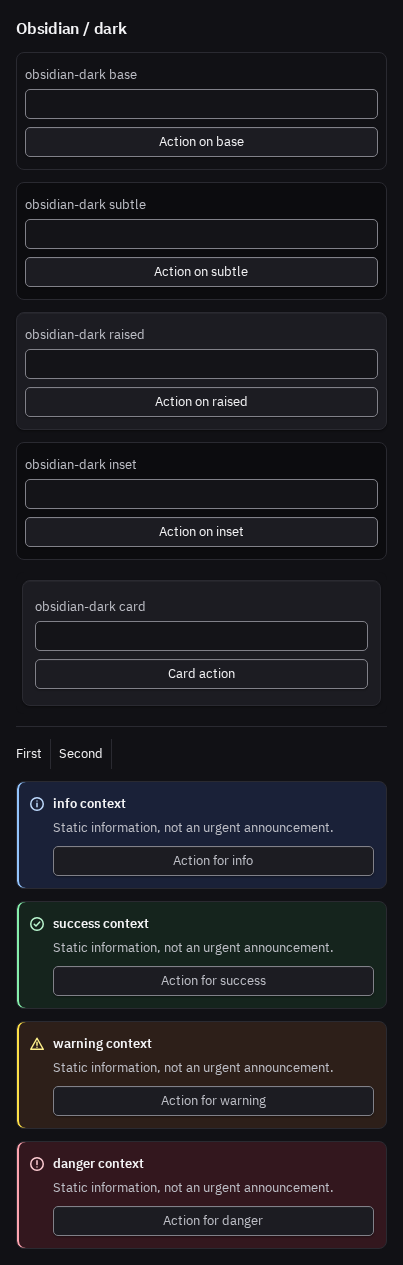 Obsidian / dark
obsidian-dark base
Action on base
obsidian-dark subtle
Action on subtle
obsidian-dark raised
Action on raised
obsidian-dark inset
Action on inset
obsidian-dark card
Card action
First Second
info context
Static information, not an urgent announcement.
Action for info
success context
Static information, not an urgent announcement.
Action for success
warning context
Static information, not an urgent announcement.
Action for warning
danger context
Static information, not an urgent announcement.
Action for danger